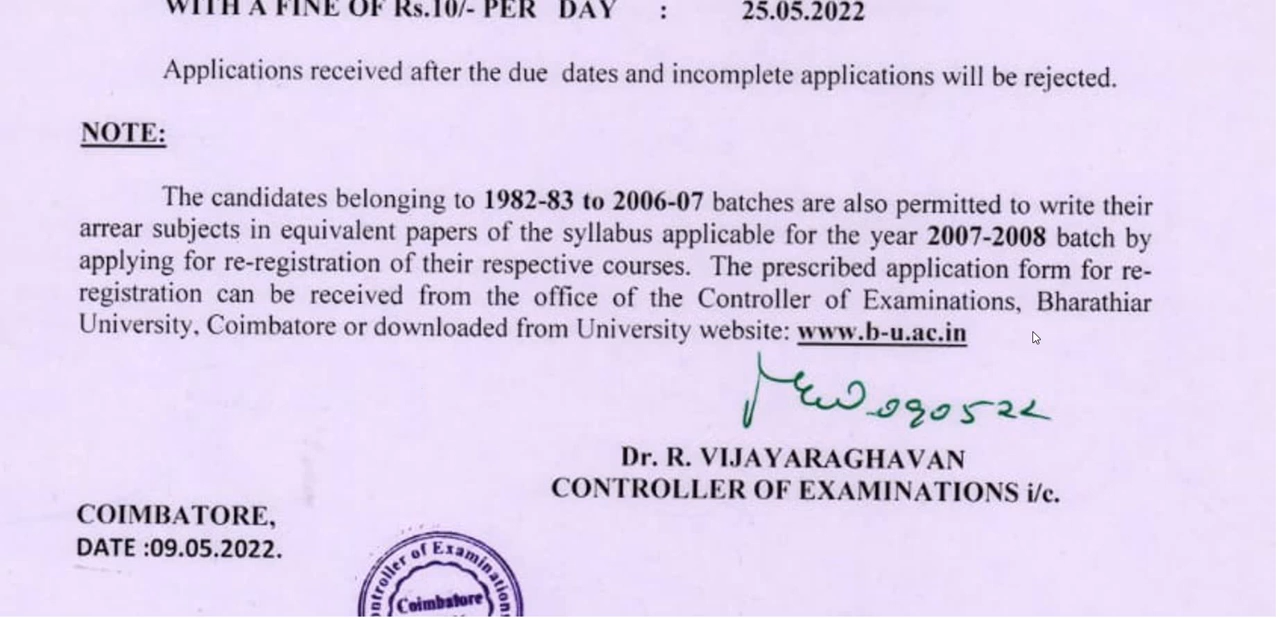 WITH A FINE OF Rs.10/- PER DAY : 25.05.2022
Applications received after the due dates and incomplete applications will be rejected.
NOTE:
The candidates belonging to 1982-83 to 2006-07 batches are also permitted to write their
arrear subjects in equivalent papers of the syllabus applicable for the year 2007-2008 batch by
applying for re-registration of their respective courses. The prescribed application form for re-
registration can be received from the office of the Controller of Examinations, Bharathiar
University, Coimbatore or downloaded from University website: www.b-u.ac.in
090522
Dr. R. VIJAYARAGHAVAN
CONTROLLER OF EXAMINATIONS i/c.
COIMBATORE,
DATE :09.05.2022.
Controller of Examinations
Coimbatore